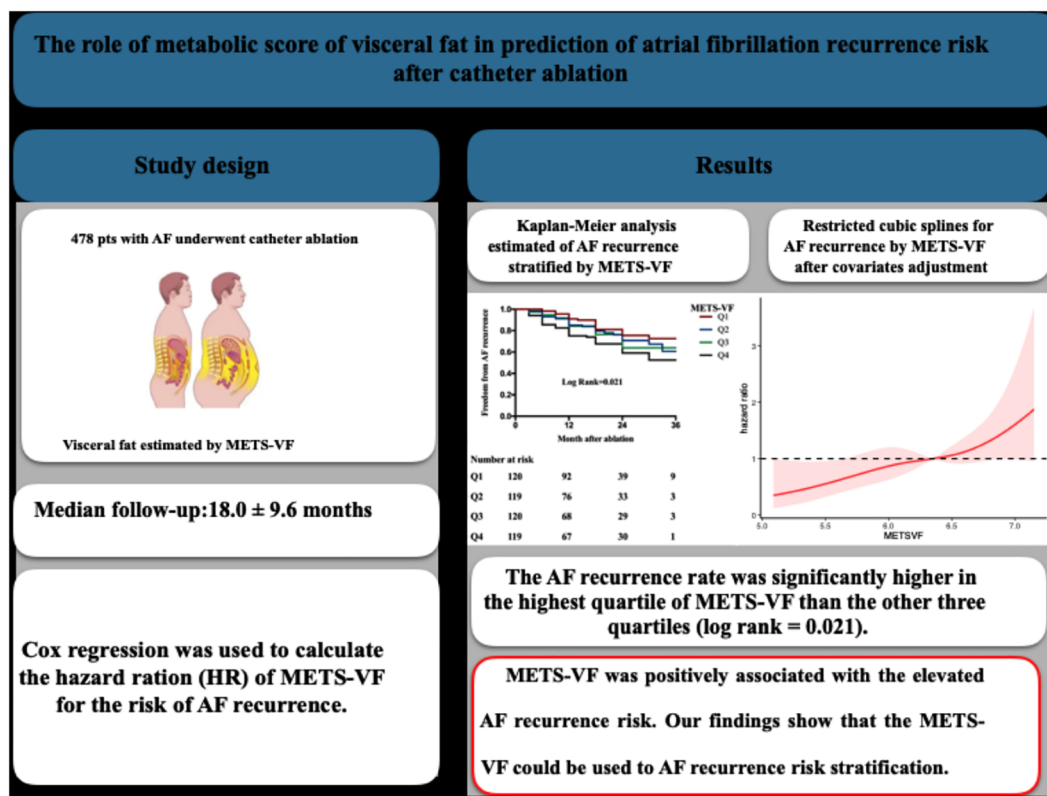 The role of metabolic score of visceral fat in prediction of atrial fibrillation recurrence risk
after catheter ablation
Study design
478 pts with AF underwent catheter ablation
Visceral fat estimated by METS-VF
Median follow-up:18.0 ± 9.6 months
Cox regression was used to calculate
the hazard ration (HR) of METS-VF
for the risk of AF recurrence.
Results
Kaplan-Meier analysis
estimated of AF recurrence
stratified by METS-VF
Restricted cubic splines for
AF recurrence by METS-VF
after covariates adjustment
Freedom from AF recurrence
1.0
0.8
0.6
0.4
0.2
0.0
0 12 24 36
Month after ablation
Log Rank=0.021
METS-VF
Q1
Q2
Q3
Q4
Number at risk
Q1 120 92 39 9
Q2 119 76 33 3
Q3 120 68 29 3
Q4 119 67 30 1
hazard ratio
3
2
1
0
5.0 5.5 6.0 6.5 7.0
METSVF
The AF recurrence rate was significantly higher in
the highest quartile of METS-VF than the other three
quartiles (log rank = 0.021).
METS-VF was positively associated with the elevated
AF recurrence risk. Our findings show that the METS-
VF could be used to AF recurrence risk stratification.